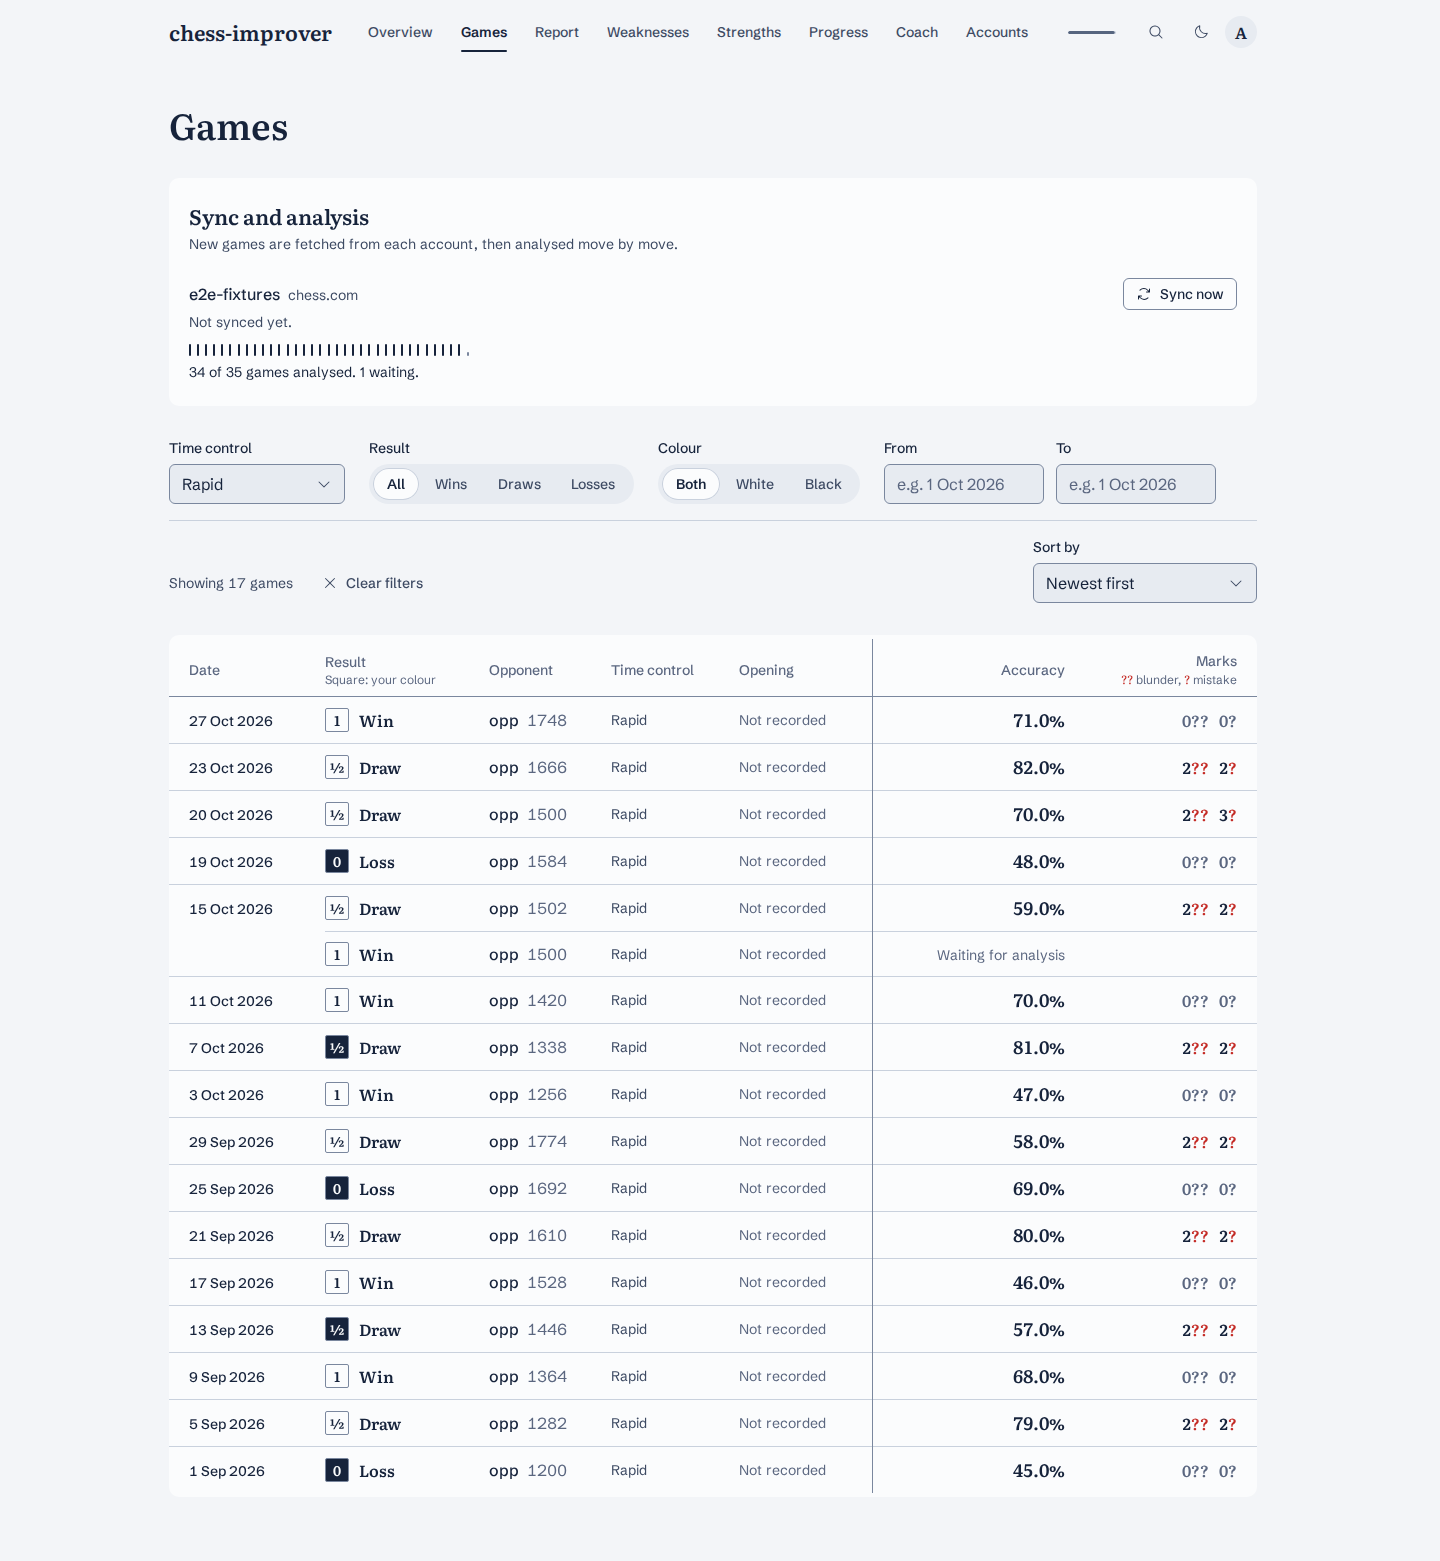 chess-improver Overview Games Report Weaknesses Strengths Progress Coach Accounts A
Games
Sync and analysis
New games are fetched from each account, then analysed move by move.
e2e-fixtures chess.com Sync now
Not synced yet.
34 of 35 games analysed. 1 waiting.
Time control Result Colour From To
Rapid All Wins Draws Losses Both White Black e.g. 1 Oct 2026 e.g. 1 Oct 2026
Sort by
Showing 17 games Clear filters Newest first
Date Result Opponent Time control Opening Accuracy Marks
Square: your colour ?? blunder, ? mistake
27 Oct 2026 1 Win opp 1748 Rapid Not recorded 71.0% 0?? 0?
23 Oct 2026 ½ Draw opp 1666 Rapid Not recorded 82.0% 2?? 2?
20 Oct 2026 ½ Draw opp 1500 Rapid Not recorded 70.0% 2?? 3?
19 Oct 2026 0 Loss opp 1584 Rapid Not recorded 48.0% 0?? 0?
15 Oct 2026 ½ Draw opp 1502 Rapid Not recorded 59.0% 2?? 2?
1 Win opp 1500 Rapid Not recorded Waiting for analysis
11 Oct 2026 1 Win opp 1420 Rapid Not recorded 70.0% 0?? 0?
7 Oct 2026 ½ Draw opp 1338 Rapid Not recorded 81.0% 2?? 2?
3 Oct 2026 1 Win opp 1256 Rapid Not recorded 47.0% 0?? 0?
29 Sep 2026 ½ Draw opp 1774 Rapid Not recorded 58.0% 2?? 2?
25 Sep 2026 0 Loss opp 1692 Rapid Not recorded 69.0% 0?? 0?
21 Sep 2026 ½ Draw opp 1610 Rapid Not recorded 80.0% 2?? 2?
17 Sep 2026 1 Win opp 1528 Rapid Not recorded 46.0% 0?? 0?
13 Sep 2026 ½ Draw opp 1446 Rapid Not recorded 57.0% 2?? 2?
9 Sep 2026 1 Win opp 1364 Rapid Not recorded 68.0% 0?? 0?
5 Sep 2026 ½ Draw opp 1282 Rapid Not recorded 79.0% 2?? 2?
1 Sep 2026 0 Loss opp 1200 Rapid Not recorded 45.0% 0?? 0?